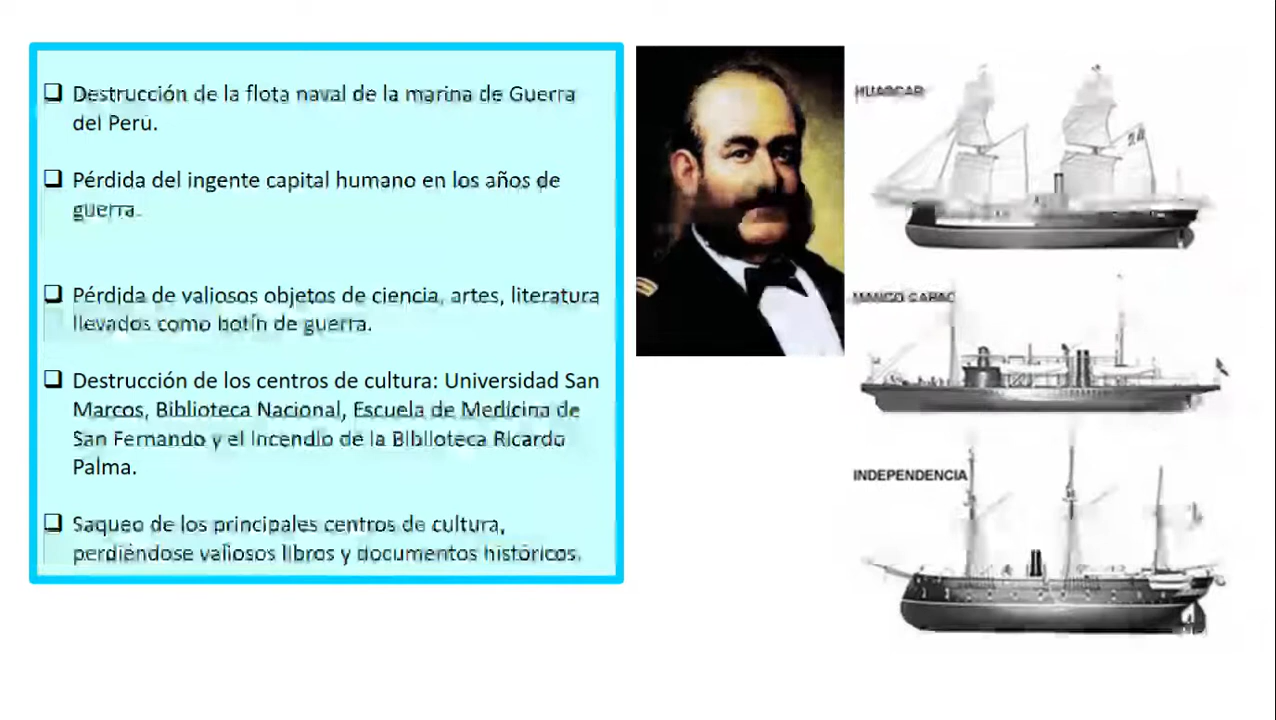 Destrucción de la flota naval de la marina de Guerra
del Perú.
Pérdida del ingente capital humano en los años de
guerra.
Pérdida de valiosos objetos de ciencia, artes, literatura
llevados como botín de guerra.
Destrucción de los centros de cultura: Universidad San
Marcos, Biblioteca Nacional, Escuela de Medicina de
San Fernando y el Incendio de la Biblioteca Ricardo
Palma.
Saqueo de los principales centros de cultura,
perdiéndose valiosos libros y documentos históricos.
HUASCAR
MANCO CAPAC
INDEPENDENCIA